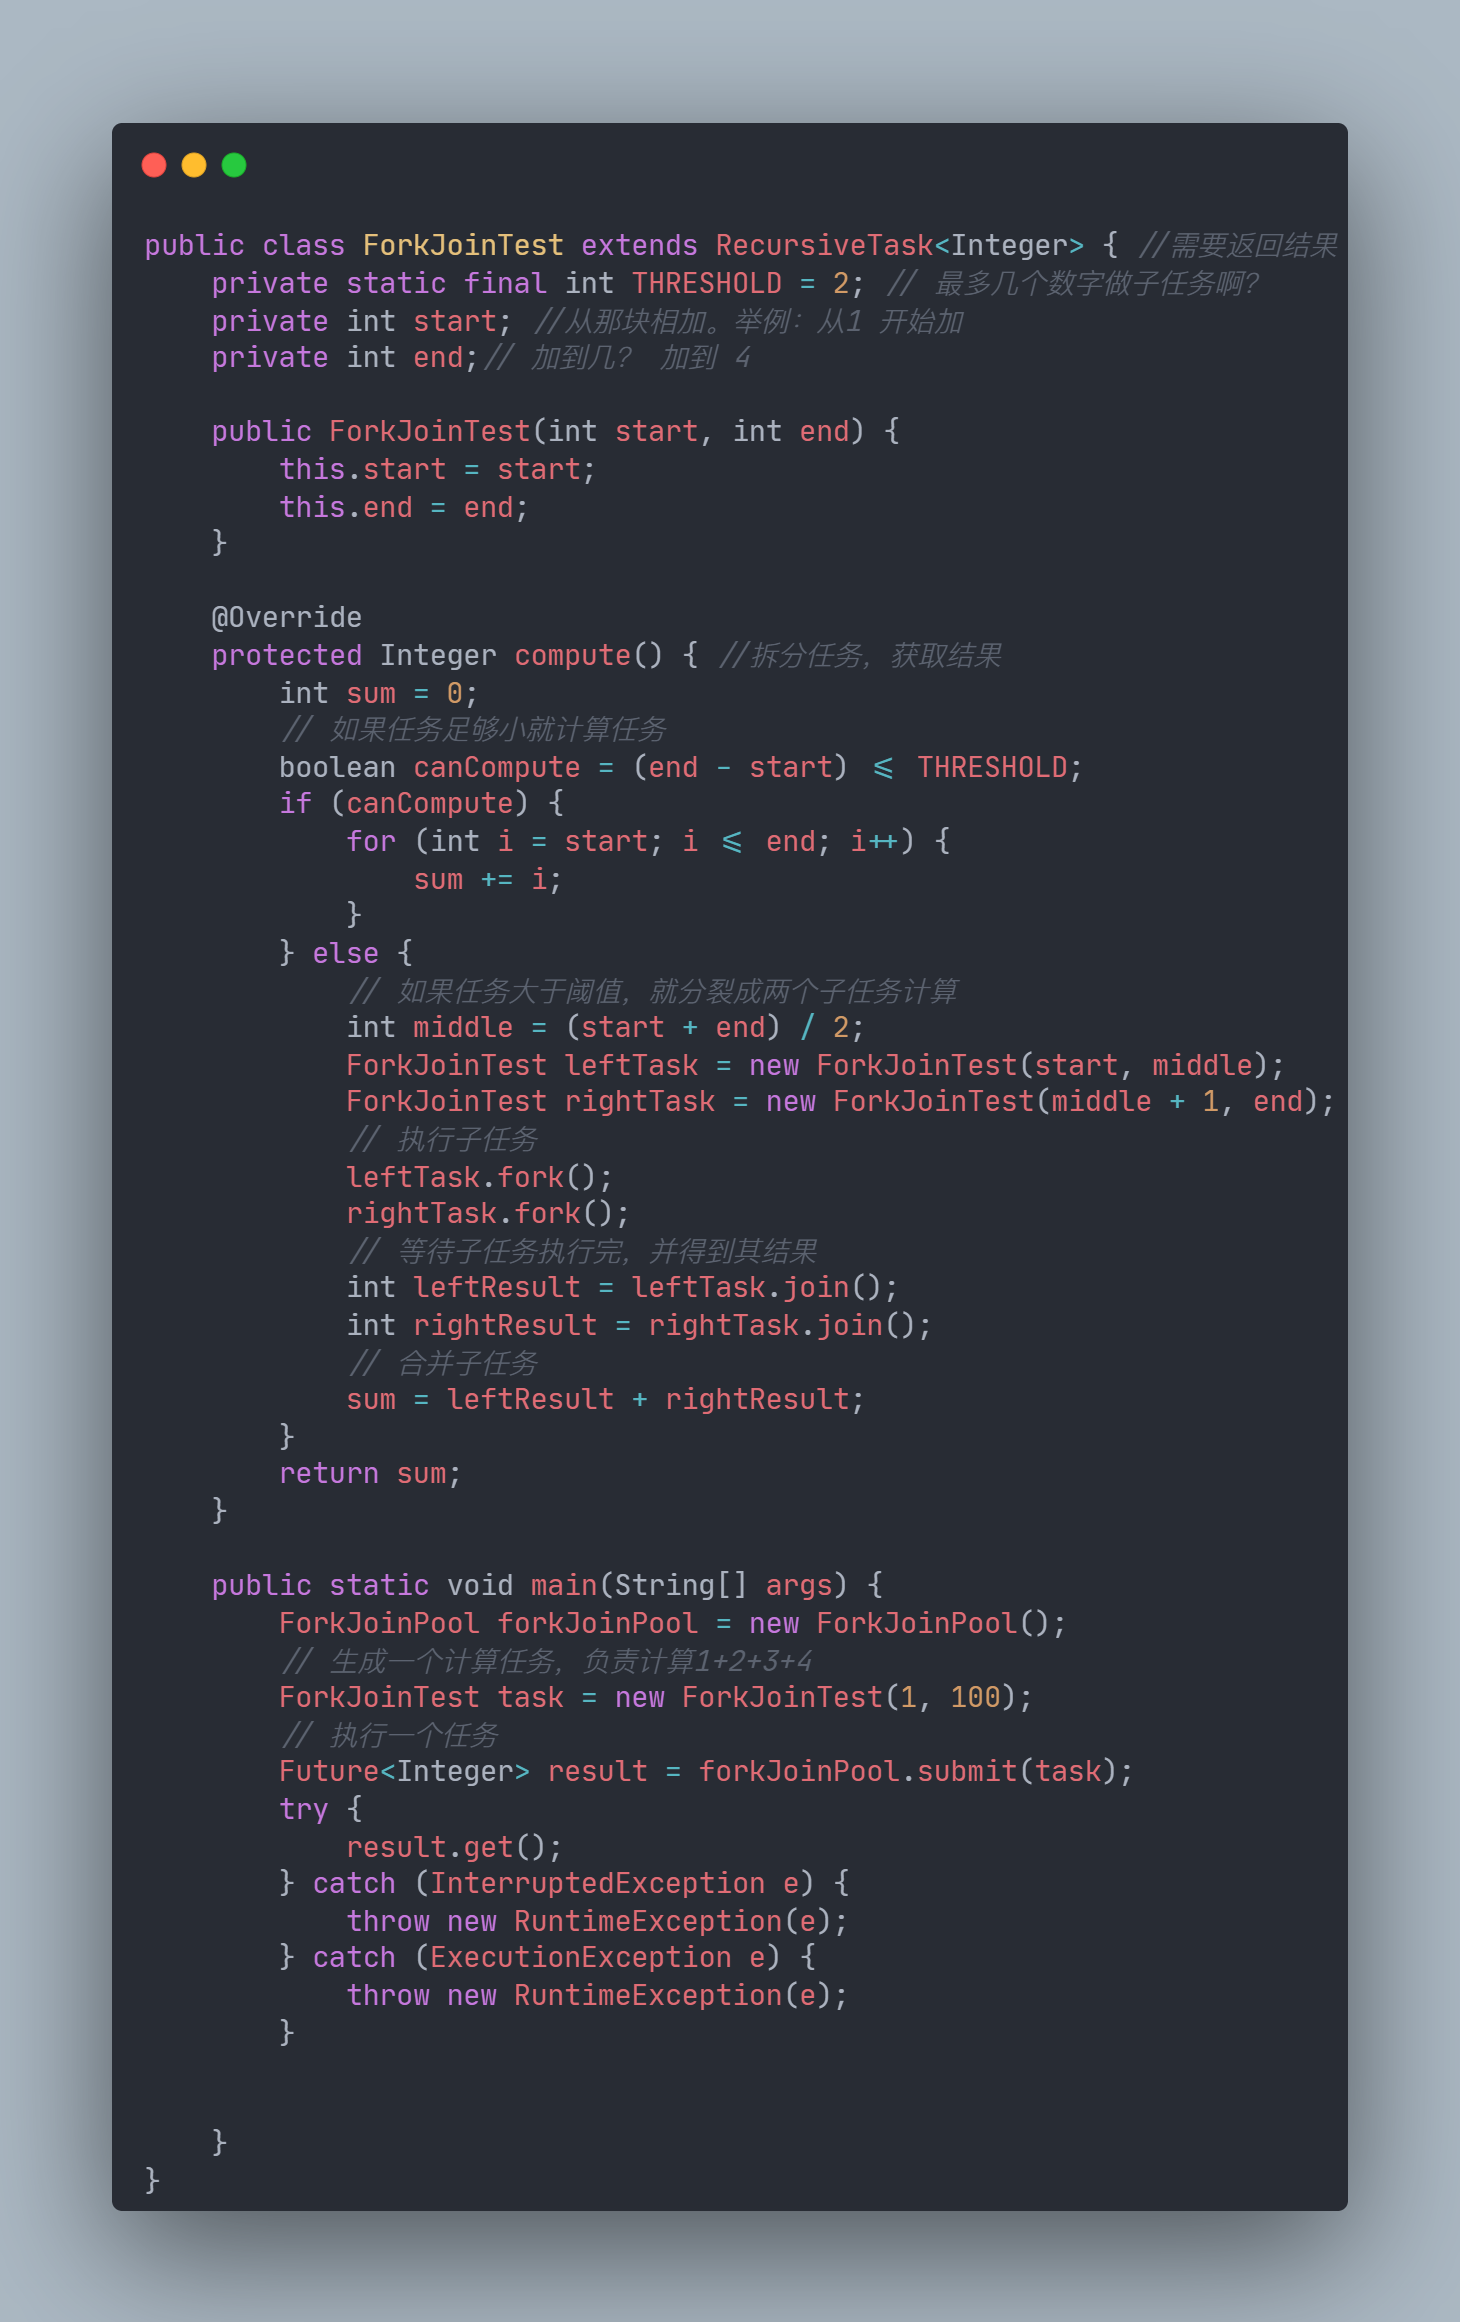 public class ForkJoinTest extends RecursiveTask<Integer> { //需要返回结果
    private static final int THRESHOLD = 2; // 最多几个数字做子任务啊？
    private int start; //从那块相加。举例：从1 开始加
    private int end;// 加到几？ 加到 4

    public ForkJoinTest(int start, int end) {
        this.start = start;
        this.end = end;
    }

    @Override
    protected Integer compute() { //拆分任务，获取结果
        int sum = 0;
        // 如果任务足够小就计算任务
        boolean canCompute = (end - start) <= THRESHOLD;
        if (canCompute) {
            for (int i = start; i <= end; i++) {
                sum += i;
            }
        } else {
            // 如果任务大于阈值，就分裂成两个子任务计算
            int middle = (start + end) / 2;
            ForkJoinTest leftTask = new ForkJoinTest(start, middle);
            ForkJoinTest rightTask = new ForkJoinTest(middle + 1, end);
            // 执行子任务
            leftTask.fork();
            rightTask.fork();
            // 等待子任务执行完，并得到其结果
            int leftResult = leftTask.join();
            int rightResult = rightTask.join();
            // 合并子任务
            sum = leftResult + rightResult;
        }
        return sum;
    }

    public static void main(String[] args) {
        ForkJoinPool forkJoinPool = new ForkJoinPool();
        // 生成一个计算任务，负责计算1+2+3+4
        ForkJoinTest task = new ForkJoinTest(1, 100);
        // 执行一个任务
        Future<Integer> result = forkJoinPool.submit(task);
        try {
            result.get();
        } catch (InterruptedException e) {
            throw new RuntimeException(e);
        } catch (ExecutionException e) {
            throw new RuntimeException(e);
        }


    }
}